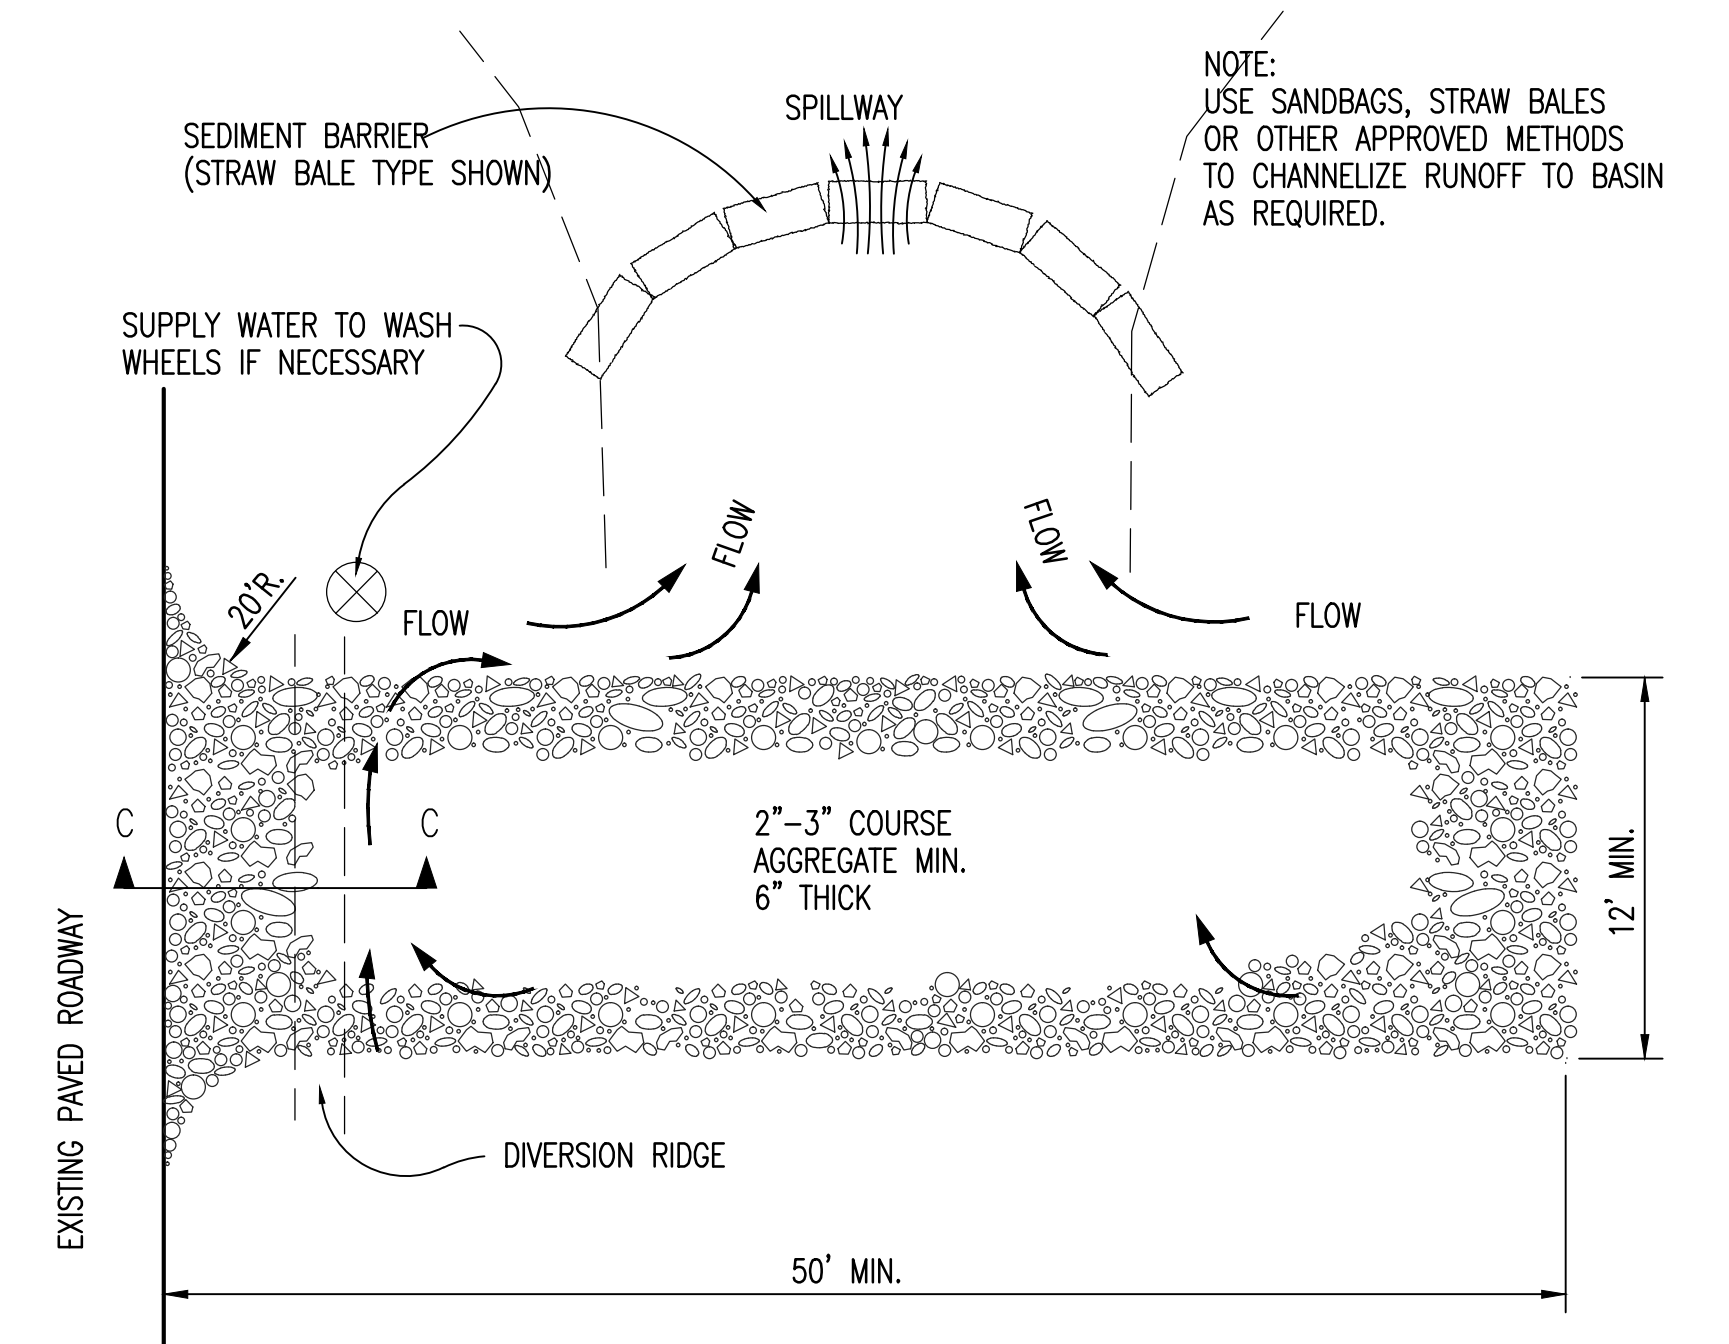 SPILLWAY
NOTE:
USE SANDBAGS, STRAW BALES
OR OTHER APPROVED METHODS
TO CHANNELIZE RUNOFF TO BASIN
AS REQUIRED.
SEDIMENT BARRIER
(STRAW BALE TYPE SHOWN)
SUPPLY WATER TO WASH
WHEELS IF NECESSARY
FLOW
FLOW
20'R.
FLOW
FLOW
C
C
2"-3" COURSE
AGGREGATE MIN.
6" THICK
12' MIN.
EXISTING PAVED ROADWAY
DIVERSION RIDGE
50' MIN.